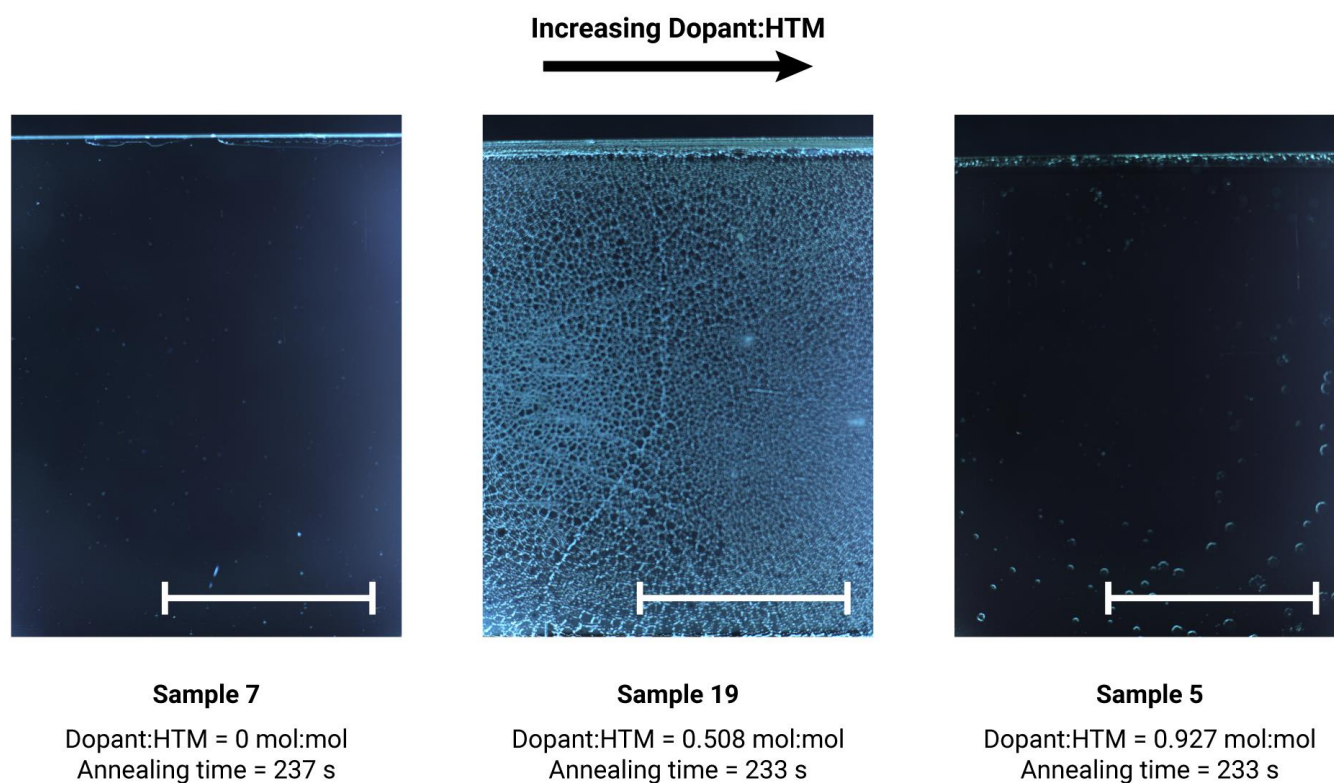 Increasing Dopant:HTM
Sample 7
Dopant:HTM = 0 mol:mol
Annealing time = 237 s
Sample 19
Dopant:HTM = 0.508 mol:mol
Annealing time = 233 s
Sample 5
Dopant:HTM = 0.927 mol:mol
Annealing time = 233 s